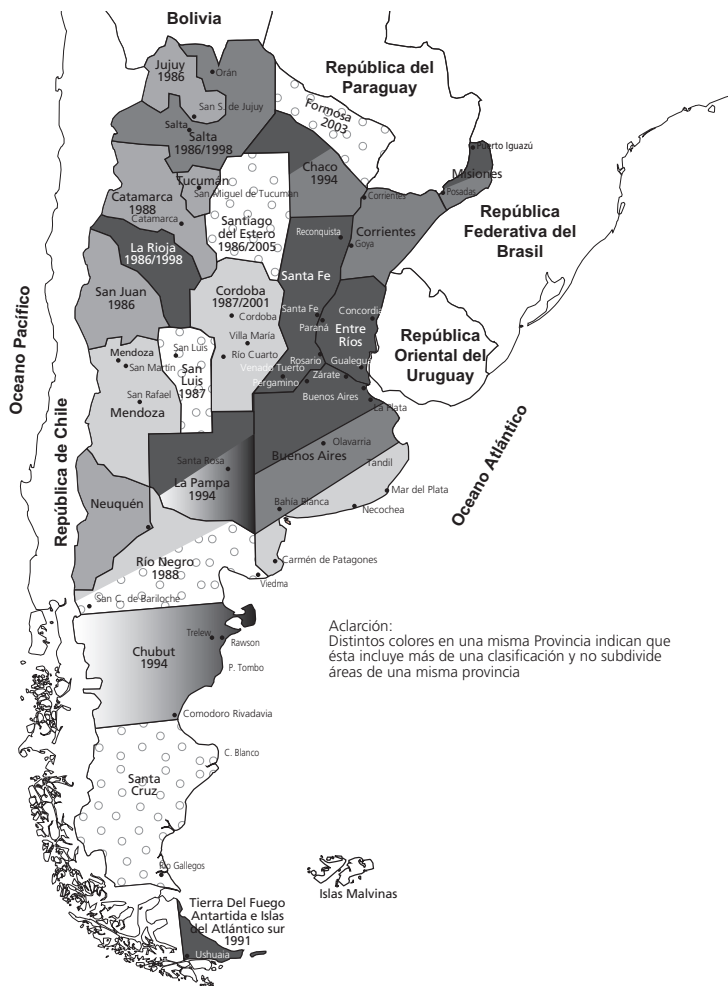 Bolivia
Jujuy
1986
Orán
República del
Paraguay
Formosa
2003
San S. de Jujuy
Salta
Salta
1986/1998
Puerto Iguazú
Chaco
1994
Misiones
Tucumán
San Miguel de Tucuman
Posadas
Catamarca
1988
Corrientes
República
Federativa del
Brasil
Catamarca
Santiago
del Estero
1986/2005
Reconquista
Corrientes
Goya
La Rioja
1986/1998
Santa Fe
San Juan
1986
Cordoba
1987/2001
Cordoba
Santa Fe
Concordia
Paraná
Entre
Ríos
Villa María
República
Oriental del
Uruguay
Oceano Pacífico
Mendoza
San Martín
San Luis
Río Cuarto
Rosario
Gualegua
San
Luis
1987
Venado Tuerto
Zárate
Pergamino
San Rafael
Mendoza
Buenos Aires
La Plata
República de Chile
Olavarria
Oceano Atlántico
Santa Rosa
Buenos Aires
Tandil
La Pampa
1994
Neuquén
Bahía Blanca
Mar del Plata
Necochea
Río Negro
1988
Carmén de Patagones
Viedma
San C. de Bariloche
Aclarción:
Distintos colores en una misma Provincia indican que
ésta incluye más de una clasificación y no subdivide
áreas de una misma provincia
Trelew
Rawson
Chubut
1994
P. Tombo
Comodoro Rivadavia
C. Blanco
Santa
Cruz
Río Gallegos
Islas Malvinas
Tierra Del Fuego
Antartida e Islas
del Atlántico sur
1991
Ushuaia